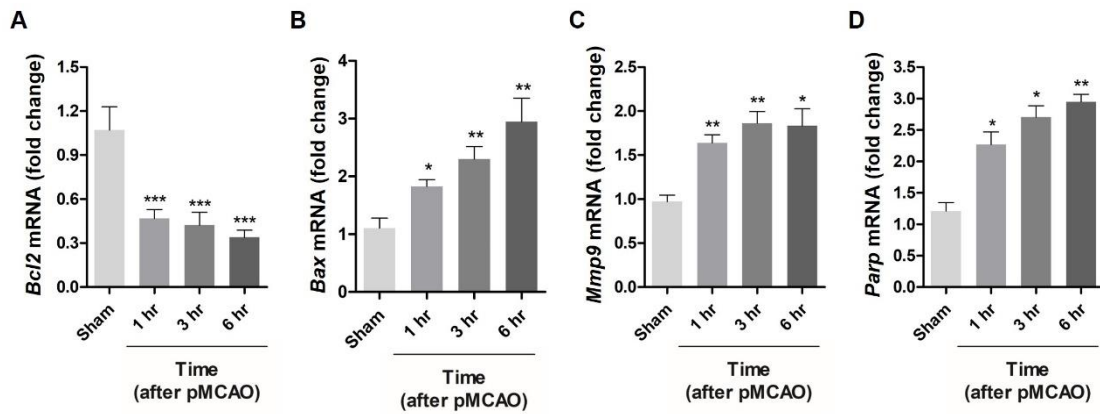 A
Bcl2 mRNA (fold change)
1.5
1.2
0.9
0.6
0.3
0.0
***
***
***
Sham
1 hr
3 hr
6 hr
Time
(after pMCAO)
B
Bax mRNA (fold change)
4
3
2
1
0
*
**
**
Sham
1 hr
3 hr
6 hr
Time
(after pMCAO)
C
Mmp9 mRNA (fold change)
2.5
2.0
1.5
1.0
0.5
0.0
**
**
*
Sham
1 hr
3 hr
6 hr
Time
(after pMCAO)
D
Parp mRNA (fold change)
3.5
3.0
2.5
2.0
1.5
1.0
0.5
0.0
*
*
**
Sham
1 hr
3 hr
6 hr
Time
(after pMCAO)